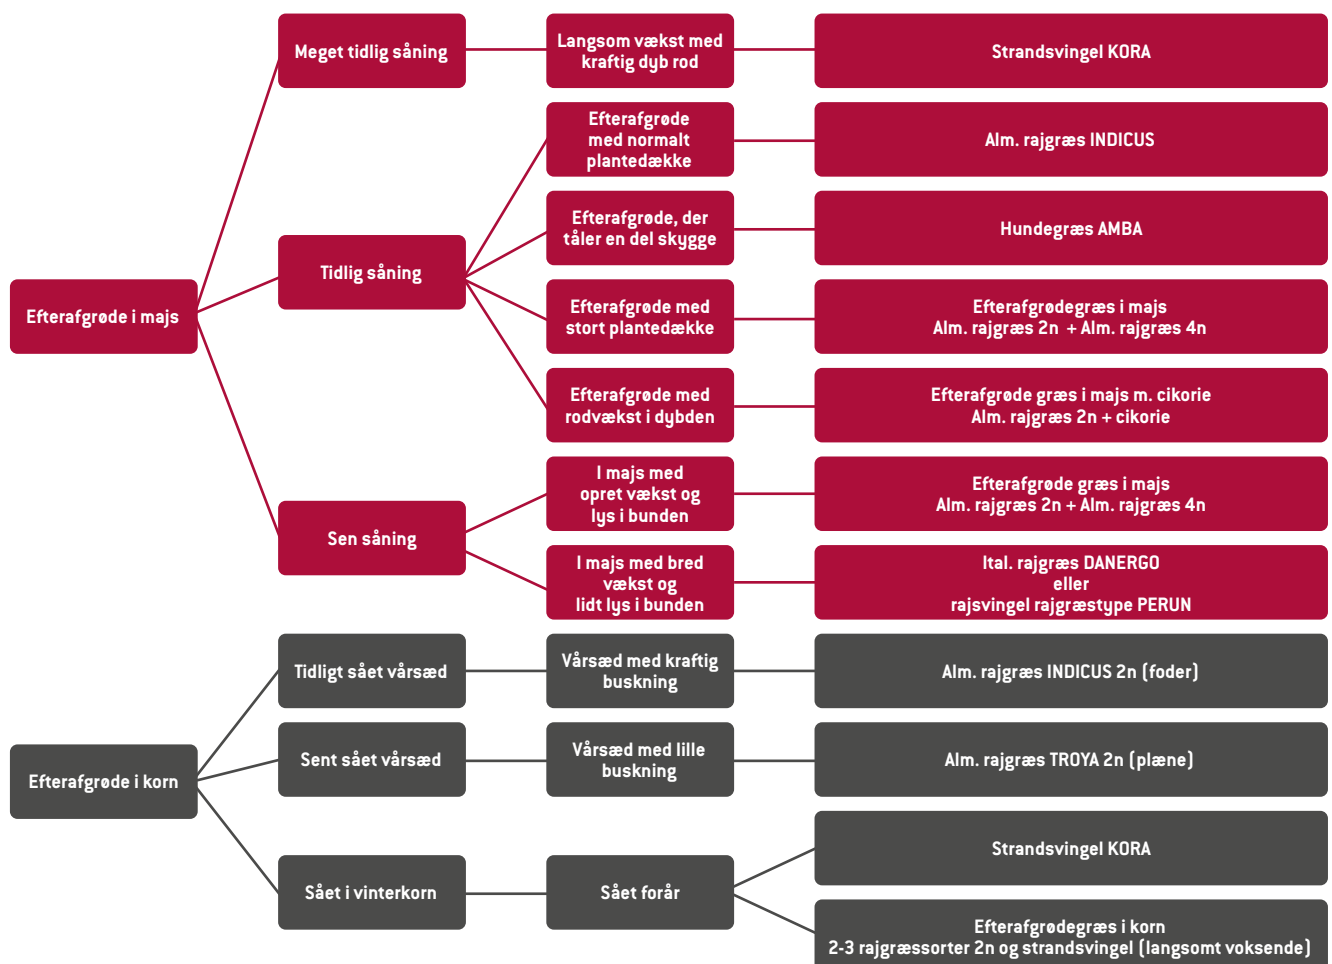 Efterafgrøde i majs
Meget tidlig såning
Langsom vækst med
kraftig dyb rod
Strandsvingel KORA
Tidlig såning
Efterafgrøde
med normalt
plantedække
Alm. rajgræs INDICUS
Efterafgrøde, der
tåler en del skygge
Hundegræs AMBA
Efterafgrøde med
stort plantedække
Efterafgrødegræs i majs
Alm. rajgræs 2n + Alm. rajgræs 4n
Efterafgrøde med
rodvækst i dybden
Efterafgrøde græs i majs m. cikorie
Alm. rajgræs 2n + cikorie
Sen såning
I majs med
opret vækst og
lys i bunden
Efterafgrøde græs i majs
Alm. rajgræs 2n + Alm. rajgræs 4n
I majs med bred
vækst og
lidt lys i bunden
Ital. rajgræs DANERGO
eller
rajsvingel rajgræstype PERUN
Efterafgrøde i korn
Tidligt sået vårsæd
Vårsæd med kraftig
buskning
Alm. rajgræs INDICUS 2n (foder)
Sent sået vårsæd
Vårsæd med lille
buskning
Alm. rajgræs TROYA 2n (plæne)
Sået i vinterkorn
Sået forår
Strandsvingel KORA
Efterafgrødegræs i korn
2-3 rajgræssorter 2n og strandsvingel (langsomt voksende)